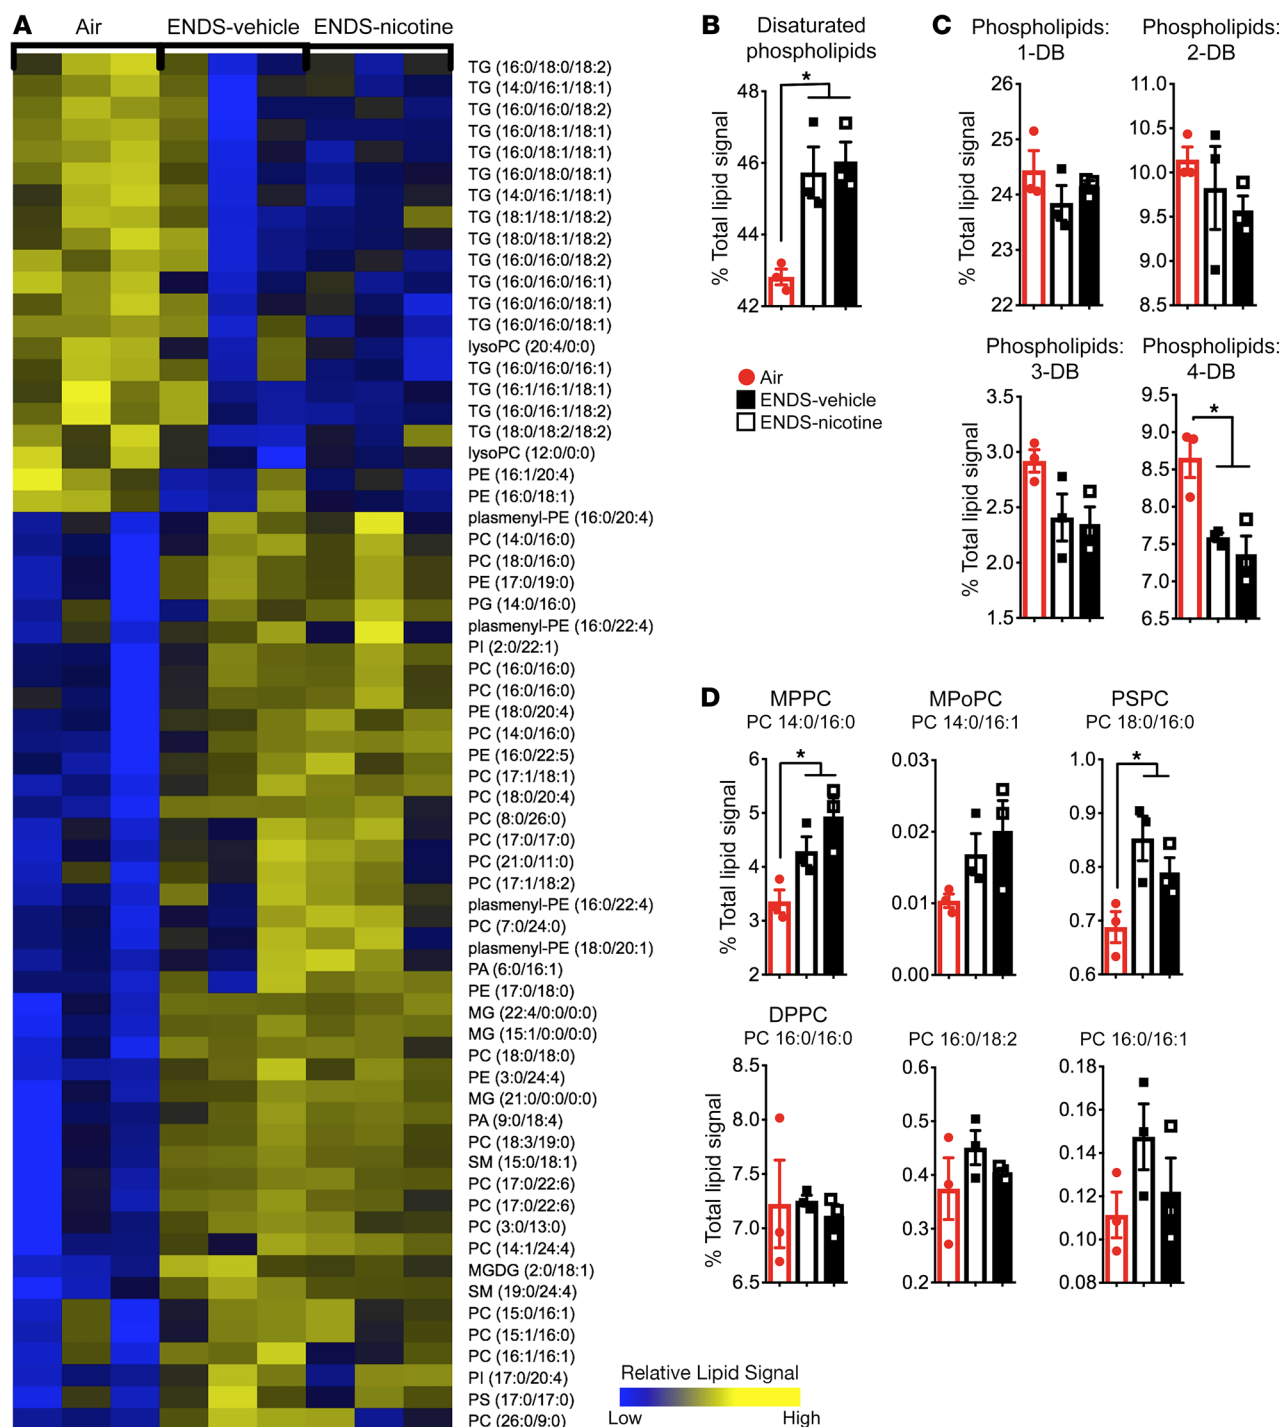 A
Air
ENDS-vehicle
ENDS-nicotine
TG (16:0/18:0/18:2)
TG (14:0/16:1/18:1)
TG (16:0/16:0/18:2)
TG (16:0/18:1/18:1)
TG (16:0/18:1/18:1)
TG (16:0/18:0/18:1)
TG (14:0/16:1/18:1)
TG (18:1/18:1/18:2)
TG (18:0/18:1/18:2)
TG (16:0/16:0/18:2)
TG (16:0/16:0/16:1)
TG (16:0/16:0/18:1)
TG (16:0/16:0/18:1)
lysoPC (20:4/0:0)
TG (16:0/16:0/16:1)
TG (16:1/16:1/18:1)
TG (16:0/16:1/18:2)
TG (18:0/18:2/18:2)
lysoPC (12:0/0:0)
PE (16:1/20:4)
PE (16:0/18:1)
plasmenyl-PE (16:0/20:4)
PC (14:0/16:0)
PC (18:0/16:0)
PE (17:0/19:0)
PG (14:0/16:0)
plasmenyl-PE (16:0/22:4)
PI (2:0/22:1)
PC (16:0/16:0)
PC (16:0/16:0)
PE (18:0/20:4)
PC (14:0/16:0)
PE (16:0/22:5)
PC (17:1/18:1)
PC (18:0/20:4)
PC (8:0/26:0)
PC (17:0/17:0)
PC (21:0/11:0)
PC (17:1/18:2)
plasmenyl-PE (16:0/22:4)
PC (7:0/24:0)
plasmenyl-PE (18:0/20:1)
PA (6:0/16:1)
PE (17:0/18:0)
MG (22:4/0:0/0:0)
MG (15:1/0:0/0:0)
PC (18:0/18:0)
PE (3:0/24:4)
MG (21:0/0:0/0:0)
PA (9:0/18:4)
PC (18:3/19:0)
SM (15:0/18:1)
PC (17:0/22:6)
PC (17:0/22:6)
PC (3:0/13:0)
PC (14:1/24:4)
MGDG (2:0/18:1)
SM (19:0/24:4)
PC (15:0/16:1)
PC (15:1/16:0)
PC (16:1/16:1)
PI (17:0/20:4)
PS (17:0/17:0)
PC (26:0/9:0)
Relative Lipid Signal
Low
High
B
Disaturated
phospholipids
% Total lipid signal
48
46
44
42
*
Air
ENDS-vehicle
ENDS-nicotine
C
Phospholipids:
1-DB
% Total lipid signal
26
25
24
23
22
Phospholipids:
2-DB
11.0
10.5
10.0
9.5
9.0
8.5
Phospholipids:
3-DB
% Total lipid signal
3.5
3.0
2.5
2.0
1.5
Phospholipids:
4-DB
9.5
9.0
8.5
8.0
7.5
7.0
6.5
*
D
MPPC
PC 14:0/16:0
% Total lipid signal
6
5
4
3
2
*
MPoPC
PC 14:0/16:1
0.03
0.02
0.01
0.00
PSPC
PC 18:0/16:0
1.0
0.9
0.8
0.7
0.6
*
DPPC
PC 16:0/16:0
% Total lipid signal
8.5
8.0
7.5
7.0
6.5
PC 16:0/18:2
0.6
0.5
0.4
0.3
0.2
PC 16:0/16:1
0.18
0.16
0.14
0.12
0.10
0.08